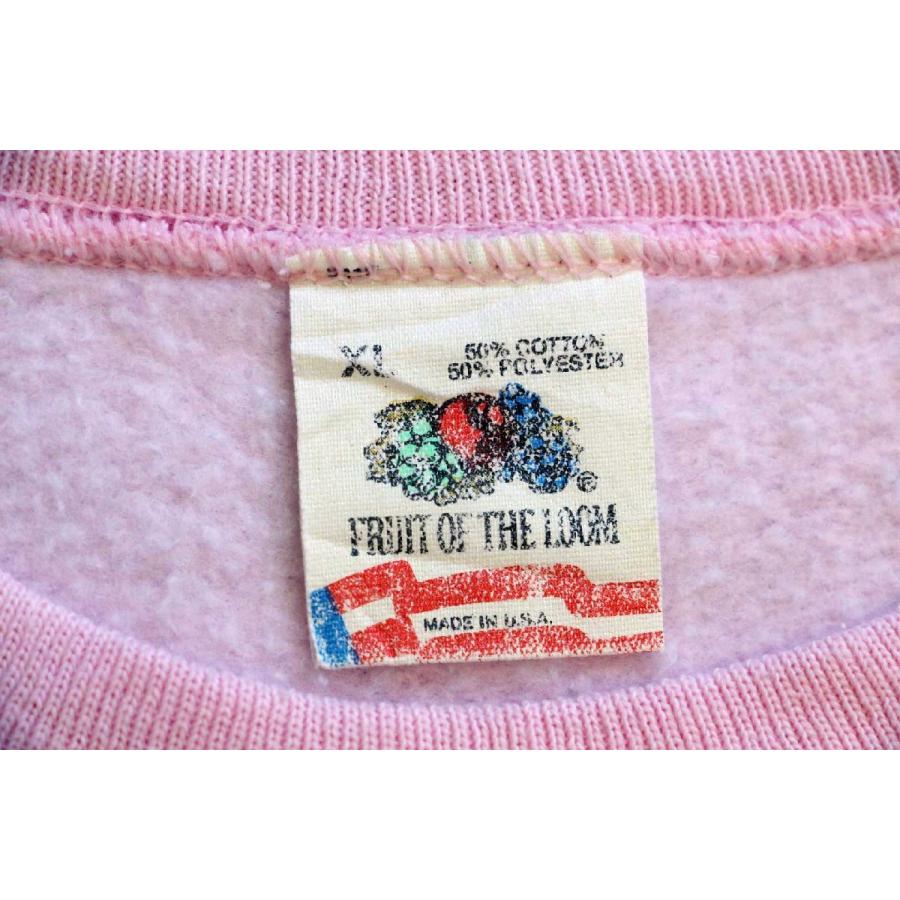 XL
50% COTTON
50% POLYESTER
®
FRUIT OF THE LOOM
MADE IN U.S.A.